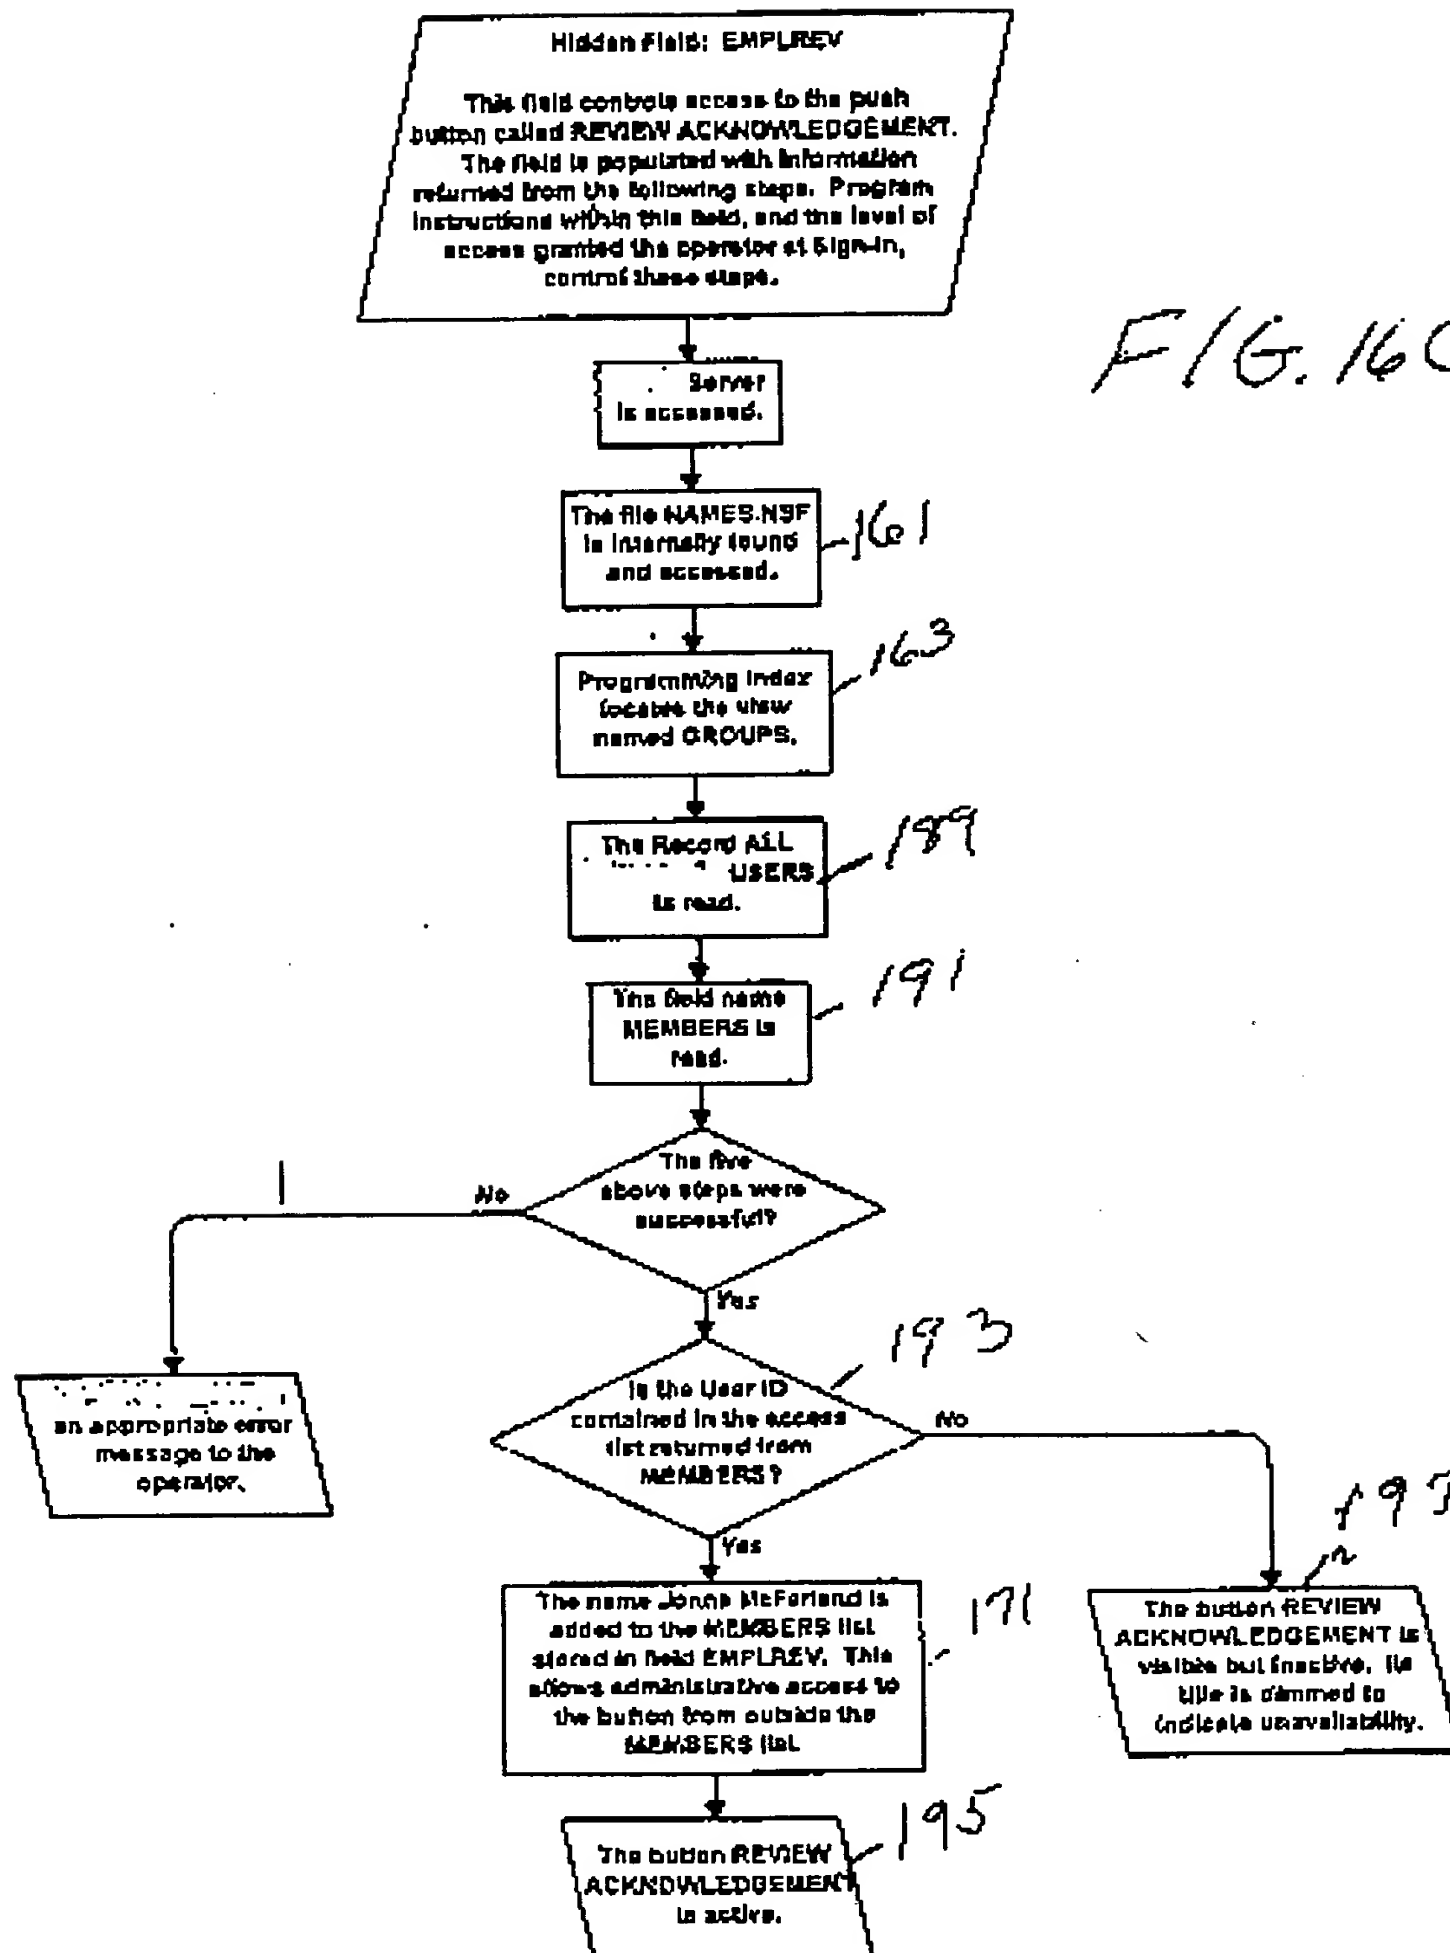 Hidden Field: EMPLREV
This field controls access to the push
button called REVIEW ACKNOWLEDGEMENT.
The field is populated with information
returned from the following steps. Program
instructions within this field, and the level of
access granted the operator at Sign-in,
control these steps.
FIG. 16C
Server
is accessed.
The file NAMES.NSF
is internally found
and accessed.
161
Programming index
locates the view
named GROUPS.
163
The Record ALL
USERS
is read.
189
The field name
MEMBERS is
read.
191
The five
above steps were
successful?
No
Yes
an appropriate error
message to the
operator.
Is the User ID
contained in the access
list returned from
MEMBERS?
193
No
Yes
The name Jonna McFarland is
added to the MEMBERS list
stored in field EMPLREV. This
allows administrative access to
the button from outside the
MEMBERS list
171
The button REVIEW
ACKNOWLEDGEMENT is
visible but inactive. Its
title is dimmed to
indicate unavailability.
The button REVIEW
ACKNOWLEDGEMENT
is active.
195